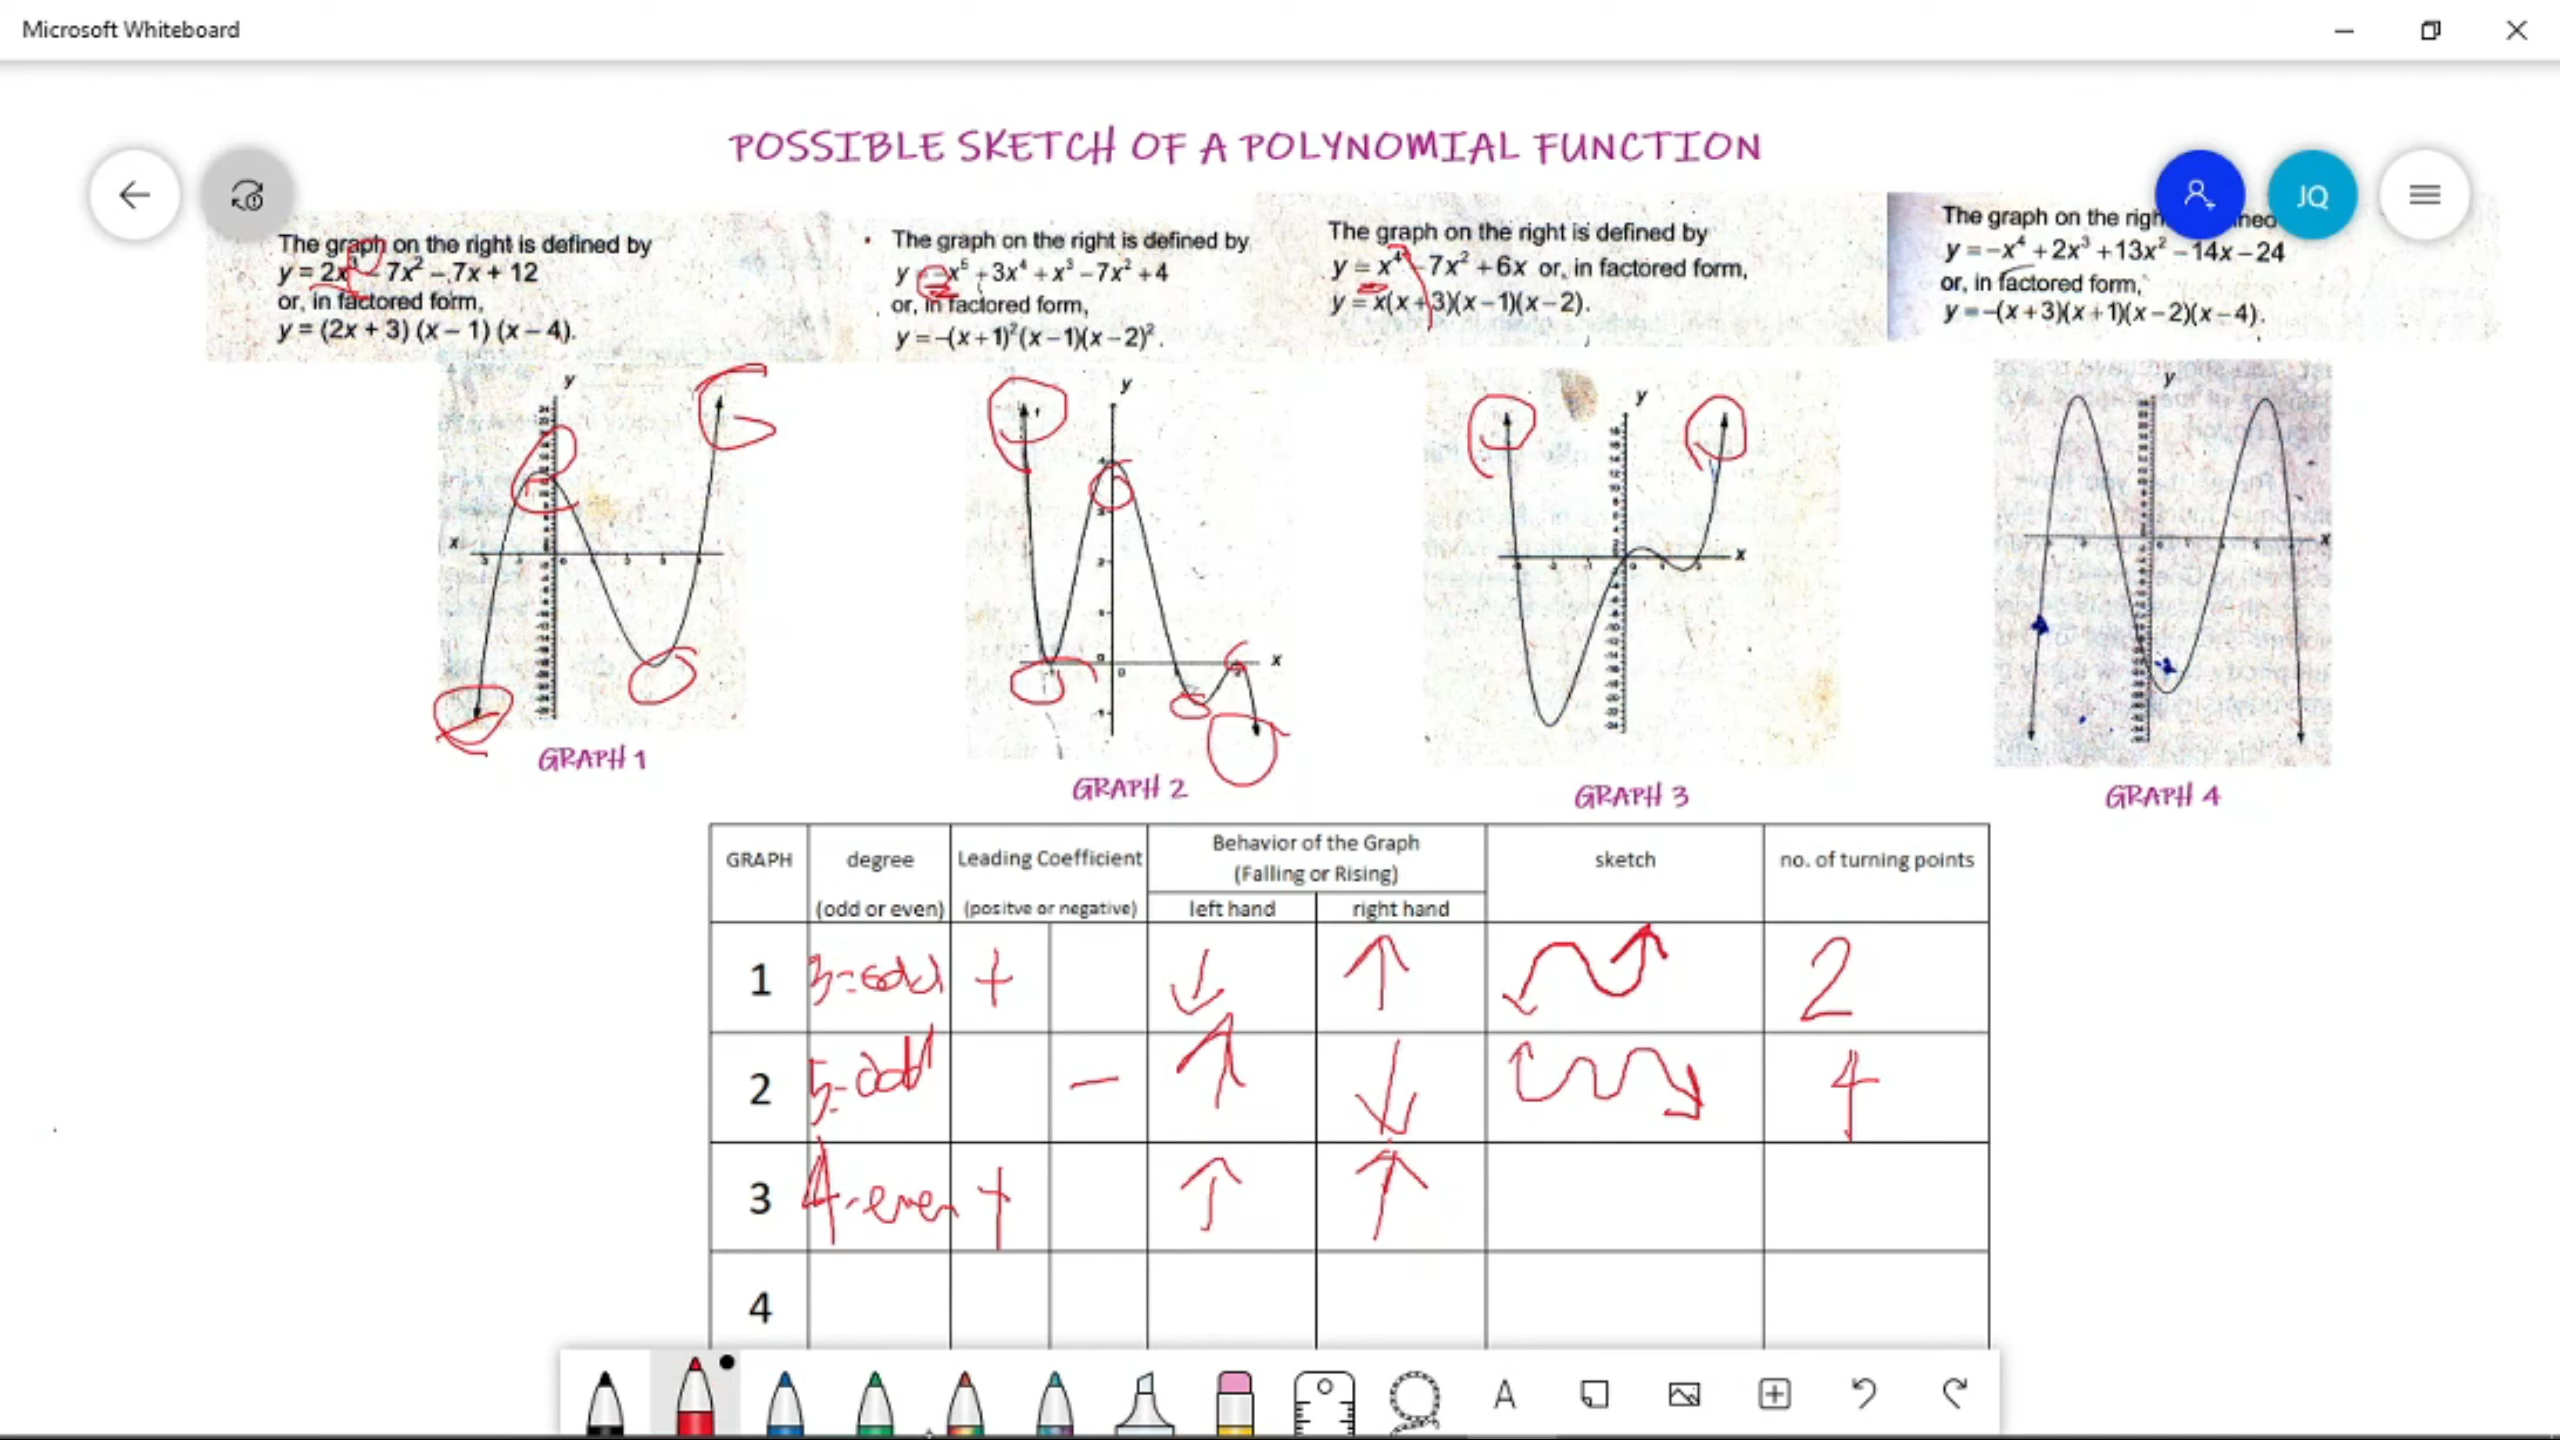 Microsoft Whiteboard
POSSIBLE SKETCH OF A POLYNOMIAL FUNCTION
JQ
The graph on the right is defined by
y = 2x³ - 7x² - 7x + 12
or, in factored form,
y = (2x + 3) (x - 1) (x - 4).
• The graph on the right is defined by
y = -x⁵ + 3x⁴ + x³ - 7x² + 4
or, in factored form,
y = -(x+1)²(x-1)(x-2)².
The graph on the right is defined by
y = x⁴ - 7x² + 6x or, in factored form,
y = x(x+3)(x-1)(x-2).
The graph on the
y = -x⁴ + 2x³ + 13x² - 14x - 24
or, in factored form,
y = -(x+3)(x+1)(x-2)(x-4).
y
x
GRAPH 1
y
x
GRAPH 2
y
x
GRAPH 3
y
x
GRAPH 4
GRAPH
degree
(odd or even)
Leading Coefficient
(positve or negative)
Behavior of the Graph
(Falling or Rising)
left hand
right hand
sketch
no. of turning points
1 3-odd + ↓ ↑ 2
2 5-odd - ↑ ↓ 4
3 4-even + ↑ ↑
4